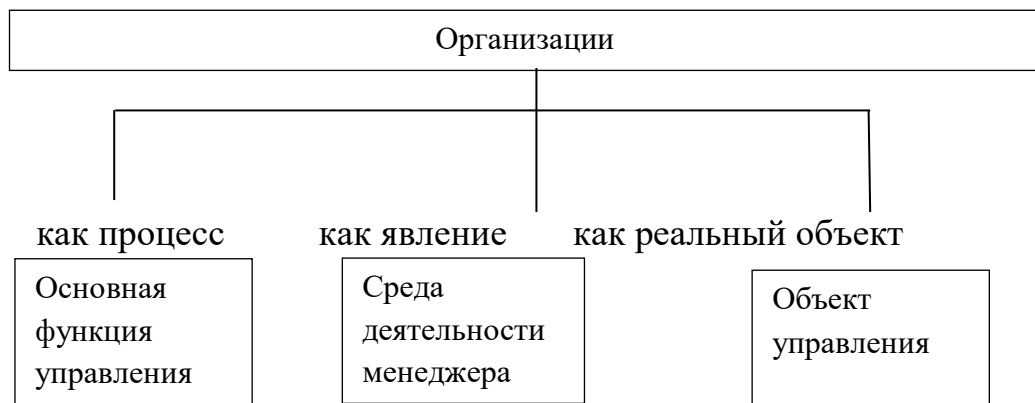 Организации
как процесс
как явление
как реальный объект
Основная
функция
управления
Среда
деятельности
менеджера
Объект
управления